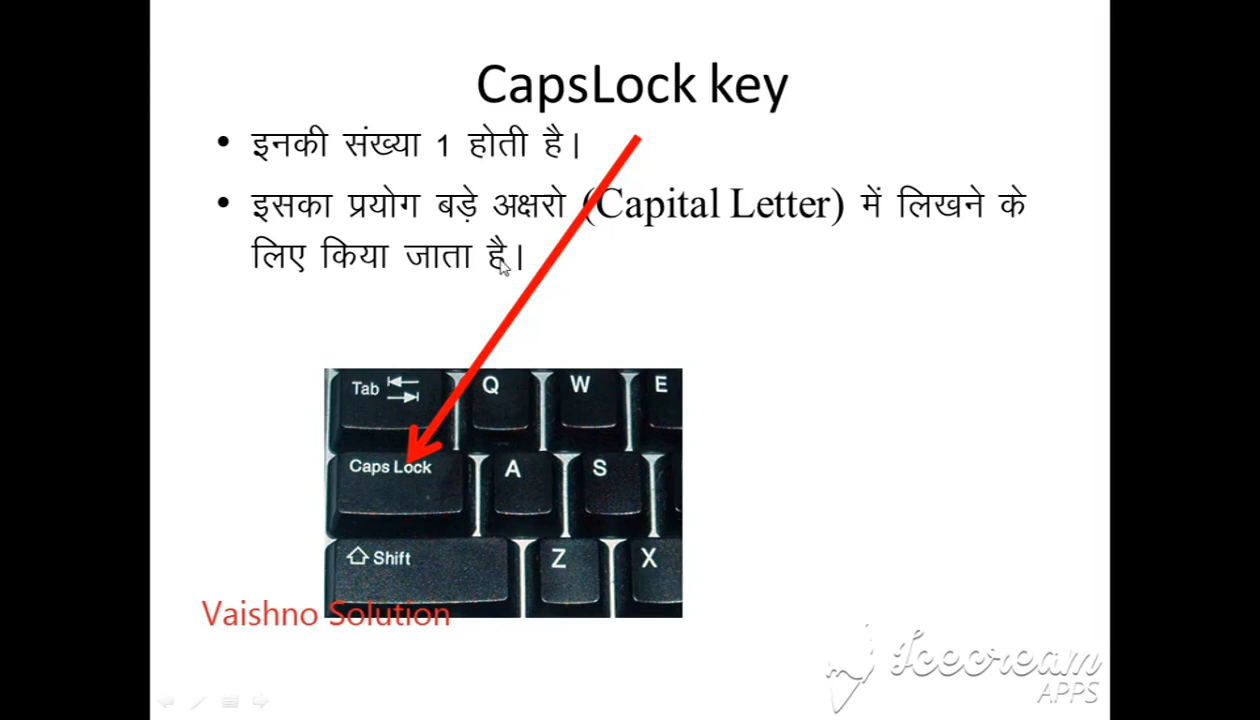 CapsLock key
• इनकी संख्या 1 होती है।
• इसका प्रयोग बड़े अक्षरो (Capital Letter) में लिखने के
लिए किया जाता है।
Tab Q W E
Caps Lock A S
Shift Z X
Vaishno Solution
Icecream
APPS